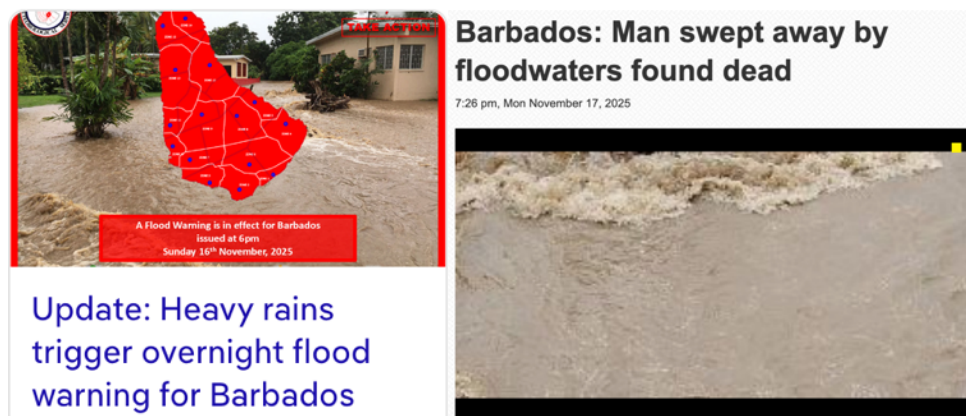 TAKE ACTION
A Flood Warning is in effect for Barbados
issued at 6pm
Sunday 16th November, 2025
Update: Heavy rains
trigger overnight flood
warning for Barbados
Barbados: Man swept away by
floodwaters found dead
7:26 pm, Mon November 17, 2025